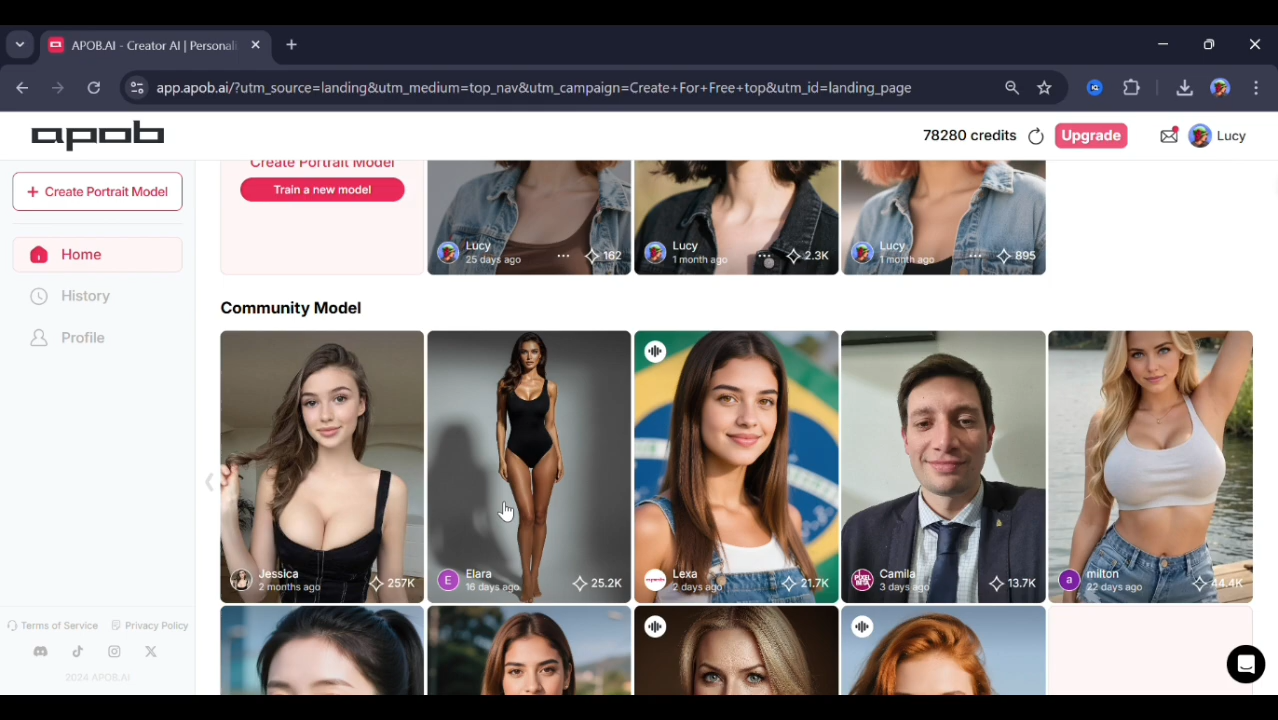 APOB.AI - Creator AI | Personali
app.apob.ai/?utm_source=landing&utm_medium=top_nav&utm_campaign=Create+For+Free+top&utm_id=landing_page
apob
78280 credits
Upgrade
Lucy
+ Create Portrait Model
Home
History
Profile
Create Portrait Model
Train a new model
Lucy
25 days ago
162
Lucy
1 month ago
2.3K
Lucy
1 month ago
895
Community Model
Jessica
2 months ago
257K
E
Elara
16 days ago
25.2K
Lexa
2 days ago
21.7K
Camila
3 days ago
13.7K
a
milton
22 days ago
44.4K
Terms of Service
Privacy Policy
2024 APOB.AI